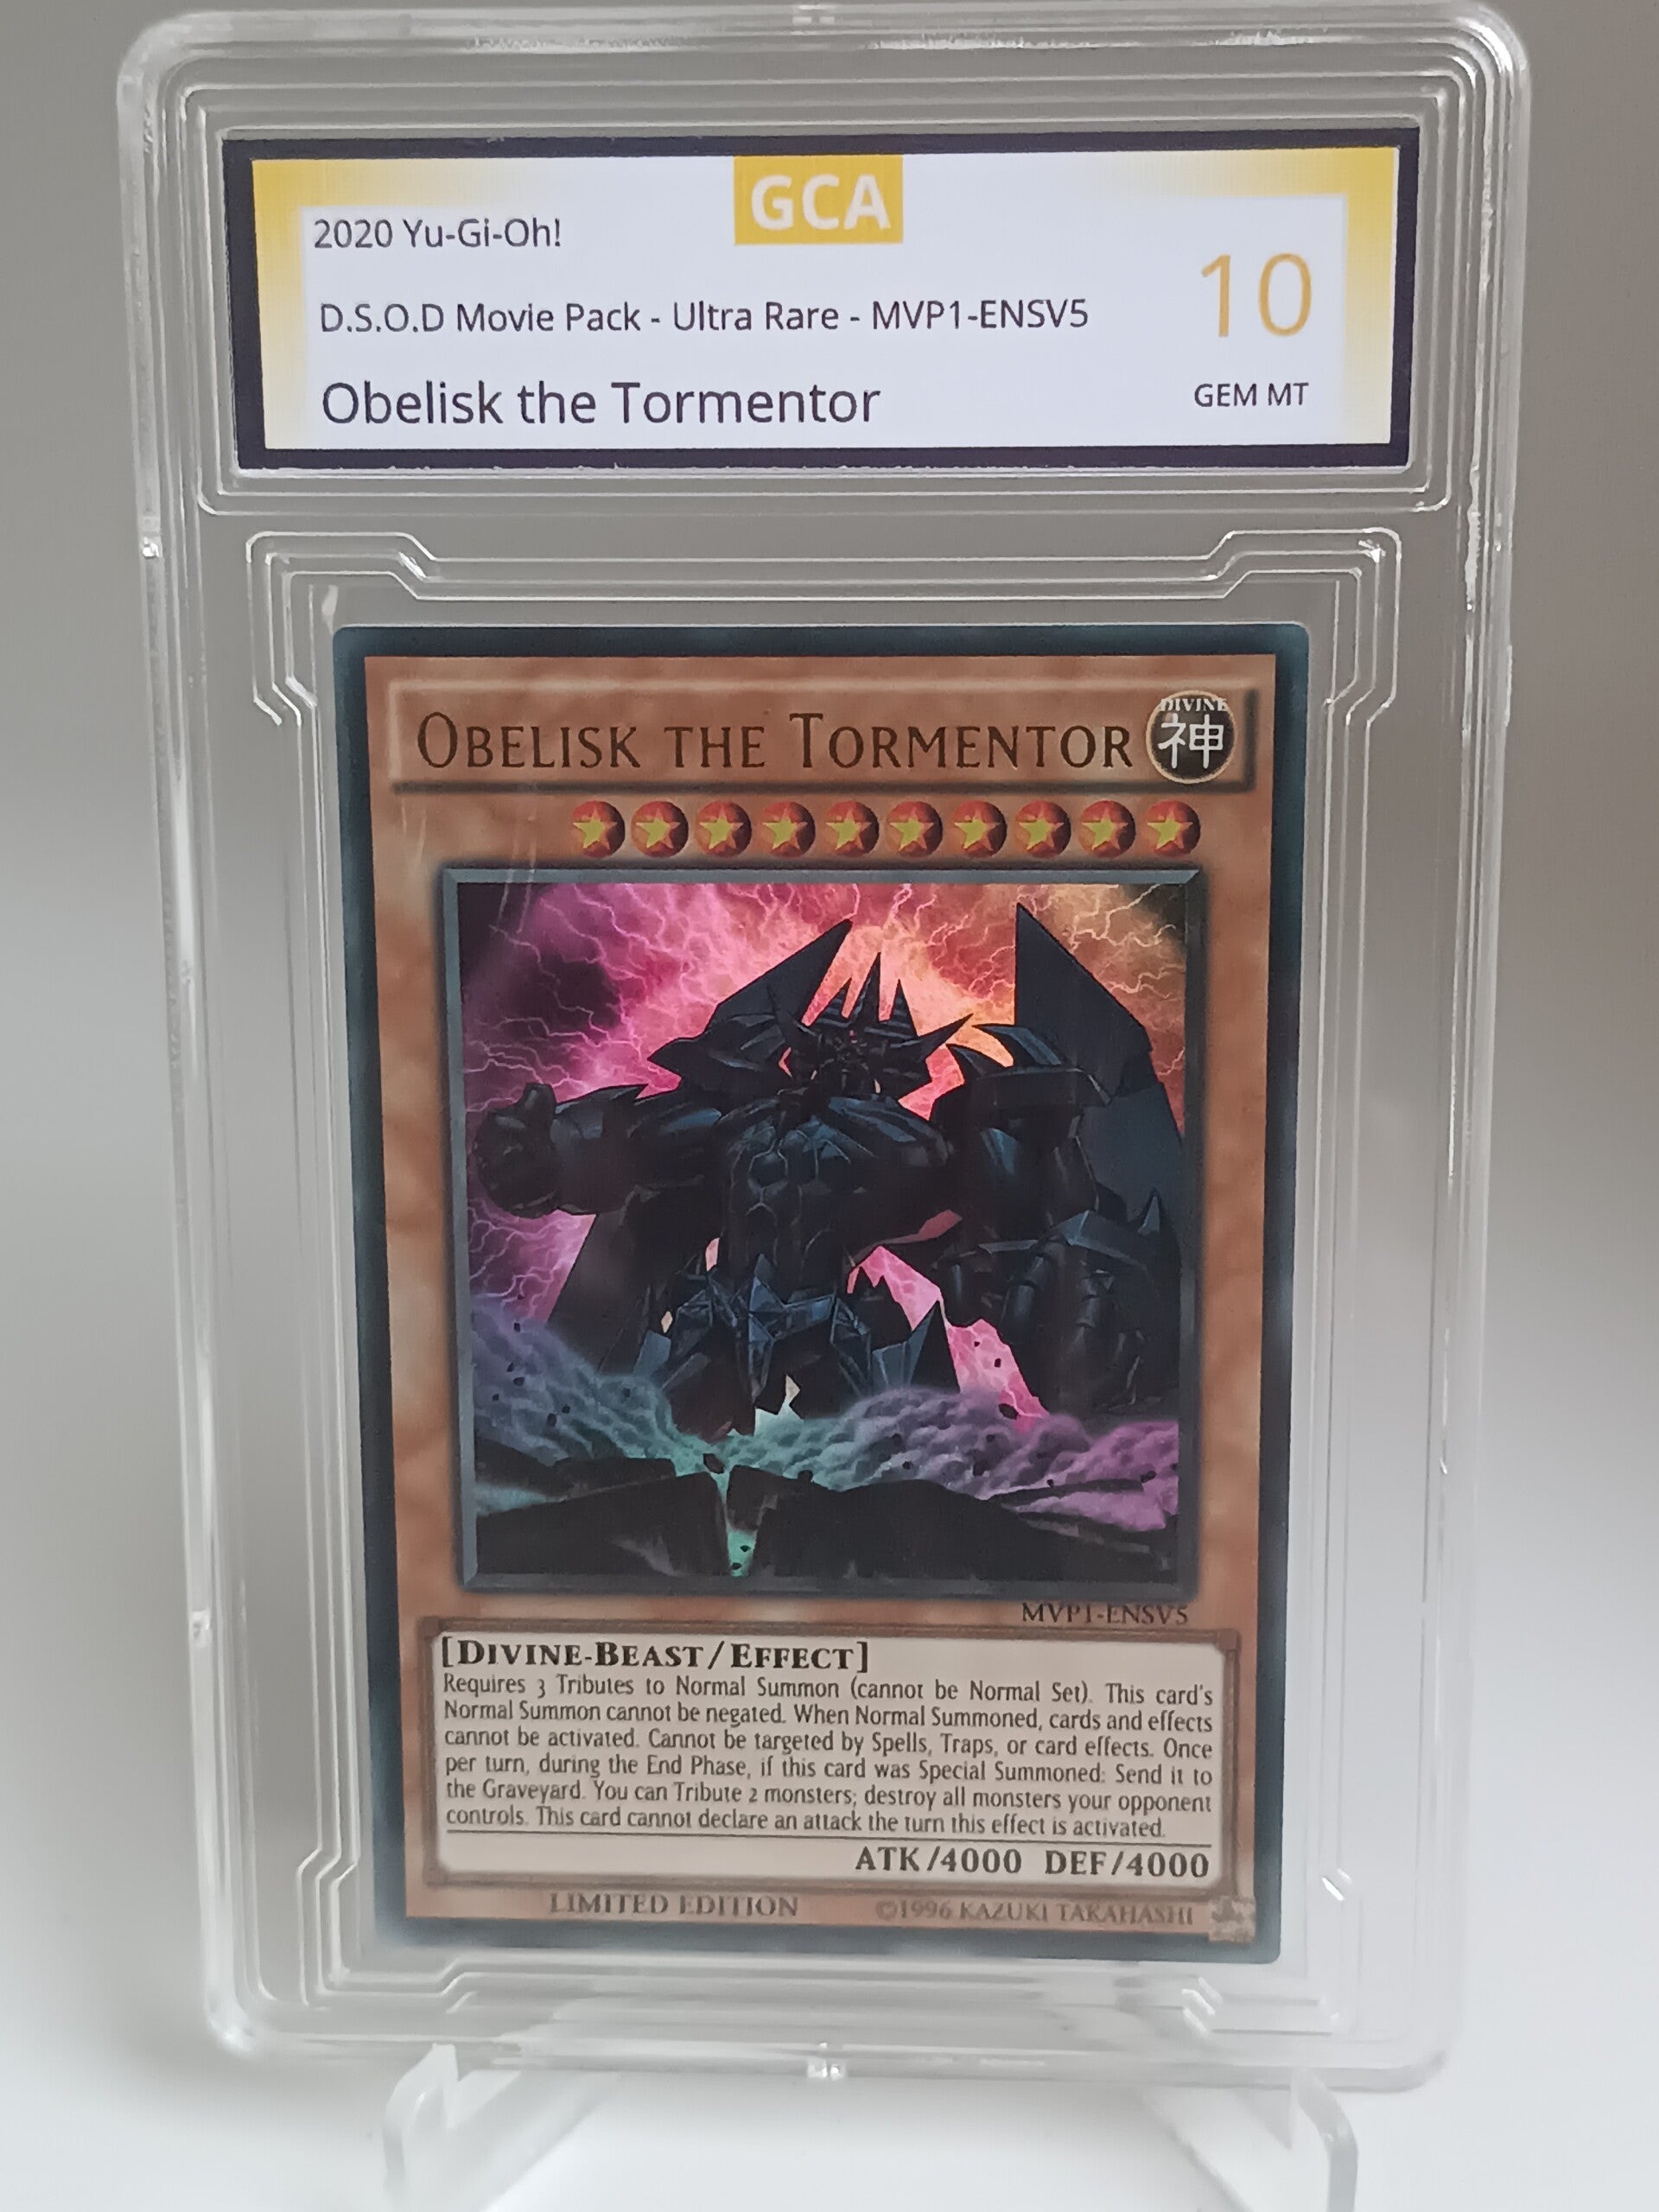 GCA
2020 Yu-Gi-Oh!
D.S.O.D Movie Pack - Ultra Rare - MVP1-ENSV5
10
Obelisk the Tormentor
GEM MT
OBELISK THE TORMENTOR
DIVINE
神
MVP1-ENSV5
[DIVINE-BEAST/EFFECT]
Requires 3 Tributes to Normal Summon (cannot be Normal Set). This card's
Normal Summon cannot be negated. When Normal Summoned, cards and effects
cannot be activated. Cannot be targeted by Spells, Traps, or card effects. Once
per turn, during the End Phase, if this card was Special Summoned: Send it to
the Graveyard. You can Tribute 2 monsters; destroy all monsters your opponent
controls. This card cannot declare an attack the turn this effect is activated.
ATK/4000 DEF/4000
LIMITED EDITION
©1996 KAZUKI TAKAHASHI